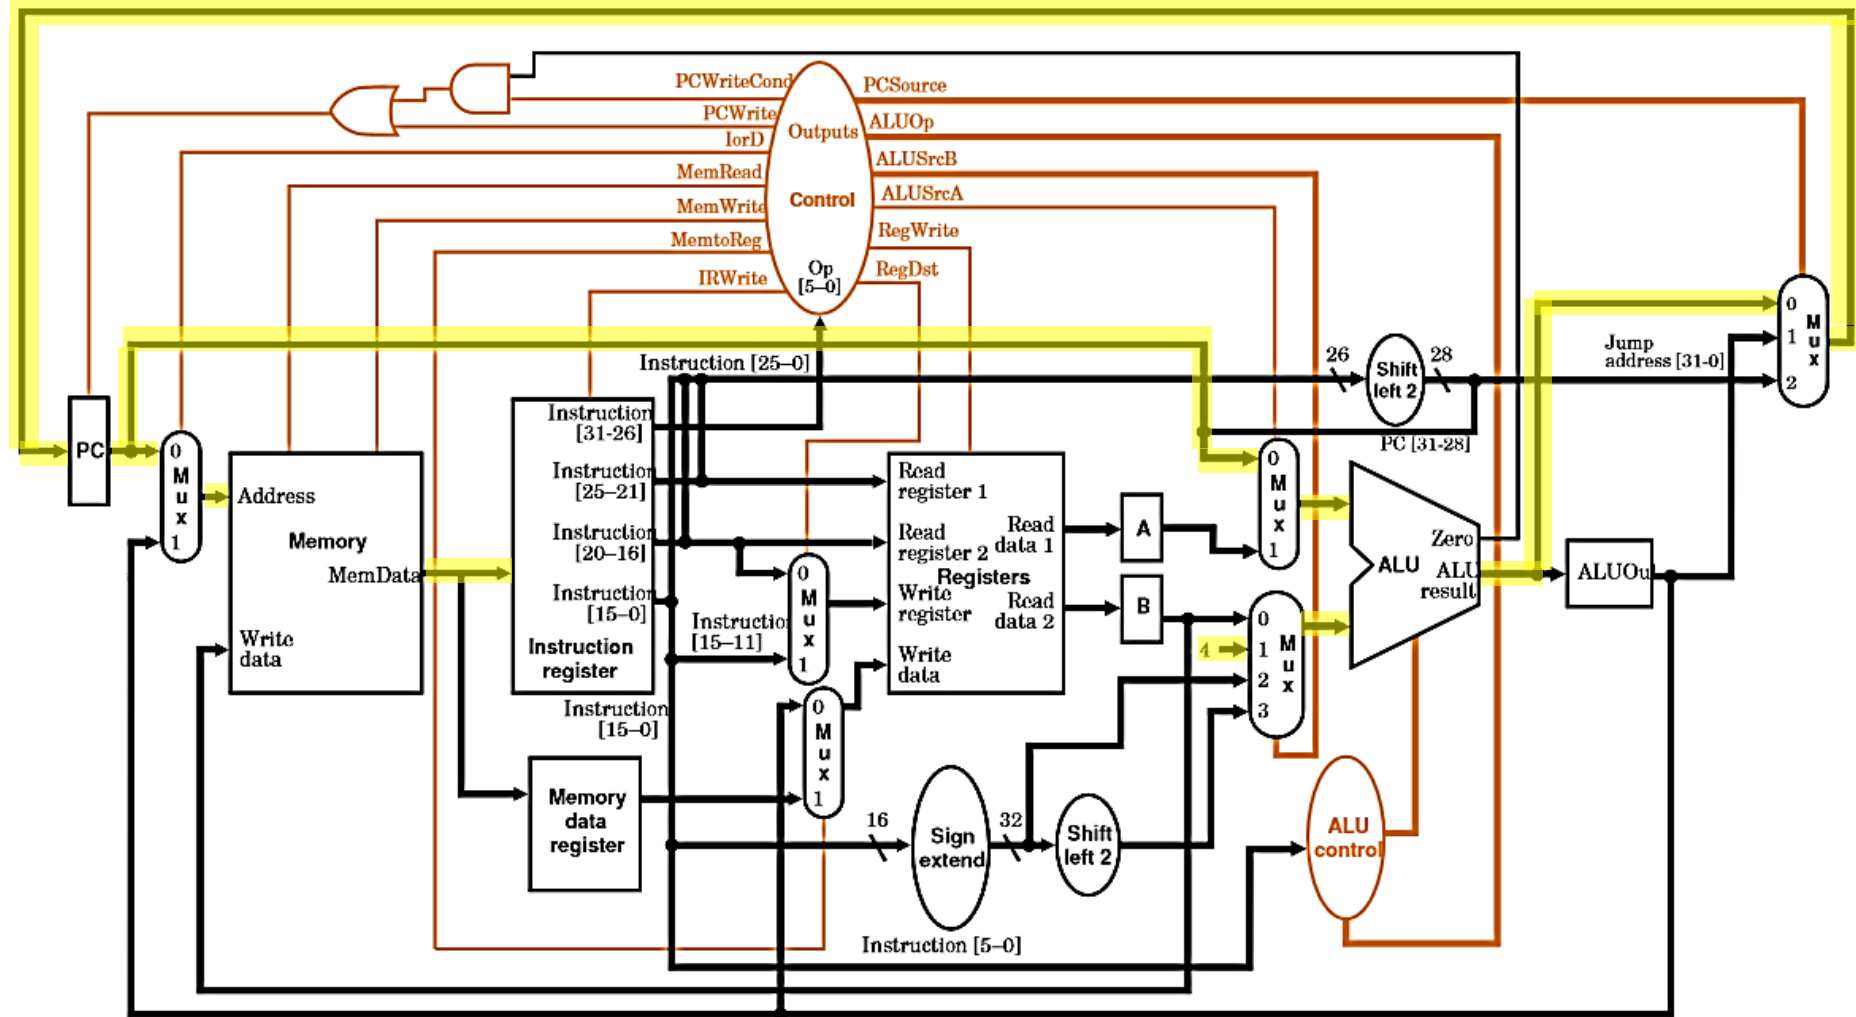 PCWriteCond
PCWrite
IorD
MemRead
MemWrite
MemtoReg
IRWrite
Outputs
Control
Op
[5–0]
PCSource
ALUOp
ALUSrcB
ALUSrcA
RegWrite
RegDst
PC
0
M
u
x
1
Address
Memory
MemData
Write
data
Instruction [25–0]
Instruction
[31-26]
Instruction
[25–21]
Instruction
[20–16]
Instruction
[15–0]
Instruction
register
Instruction
[15–0]
Memory
data
register
Instruction
[15–11]
0
M
u
x
1
0
M
u
x
1
Read
register 1
Read
register 2
Registers
Write
register
Write
data
Read
data 1
Read
data 2
16
Sign
extend
32
Shift
left 2
Instruction [5–0]
A
B
4
0
M
u
x
1
0
1
2
3
M
u
x
26
Shift
left 2
28
PC [31-28]
Jump
address [31-0]
Zero
ALU
ALU
result
ALU
control
ALUOu
0
1
2
M
u
x